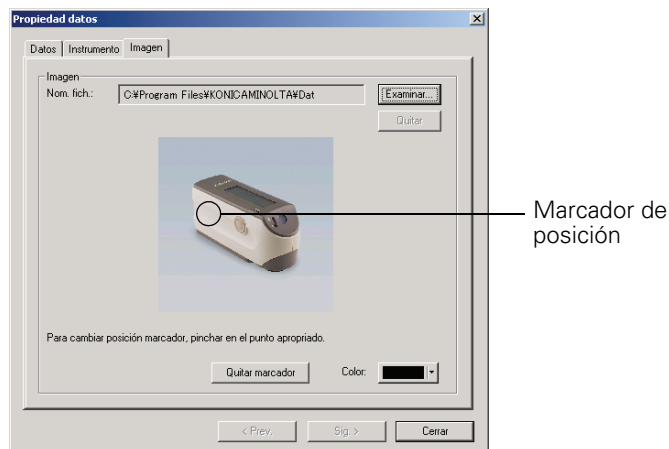 Propiedad datos
Datos Instrumento Imagen
Imagen
Nom. fich.: C:¥Program Files¥KONICAMINOLTA¥Dat Examinar...
Quitar
Marcador de
posición
Para cambiar posición marcador, pinchar en el punto apropriado.
Quitar marcador Color:
< Prev. Sig. > Cerrar